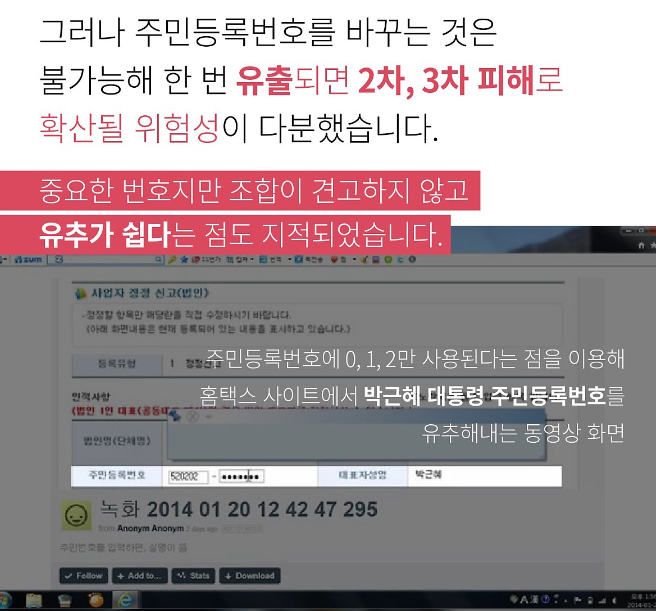 그러나 주민등록번호를 바꾸는 것은
불가능해 한 번 유출되면 2차, 3차 피해로
확산될 위험성이 다분했습니다.
중요한 번호지만 조합이 견고하지 않고
유추가 쉽다는 점도 지적되었습니다.
zum
사업자 정정 신고(법인)
-정정할 항목만 해당란을 직접 수정하시기 바랍니다.
(아래 화면내용은 현재 등록되어 있는 내용을 표시하고 있습니다.)
등록유형
1
주민등록번호에 0, 1, 2만 사용된다는 점을 이용해
인적사항
홈택스 사이트에서 박근혜 대통령 주민등록번호를
(법인 1인 대표(공동대표
유추해내는 동영상 화면
법인명(단체명)
주민등록번호 520202 - ●●●●●●● 대표자성명 박근혜
녹화 2014 01 20 12 42 47 295
from Anonym Anonym 2 days ago
주민번호를 입력하면, 실명이 뜸
Follow + Add to... Stats Download